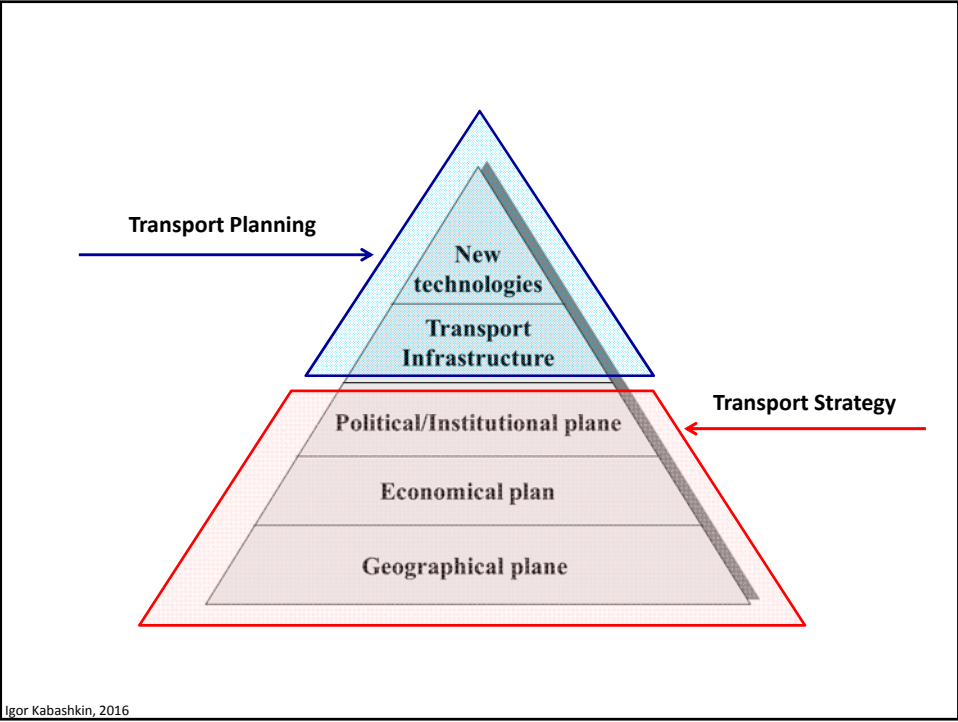 Transport Planning
New
technologies
Transport
Infrastructure
Transport Strategy
Political/Institutional plane
Economical plan
Geographical plane
Igor Kabashkin, 2016